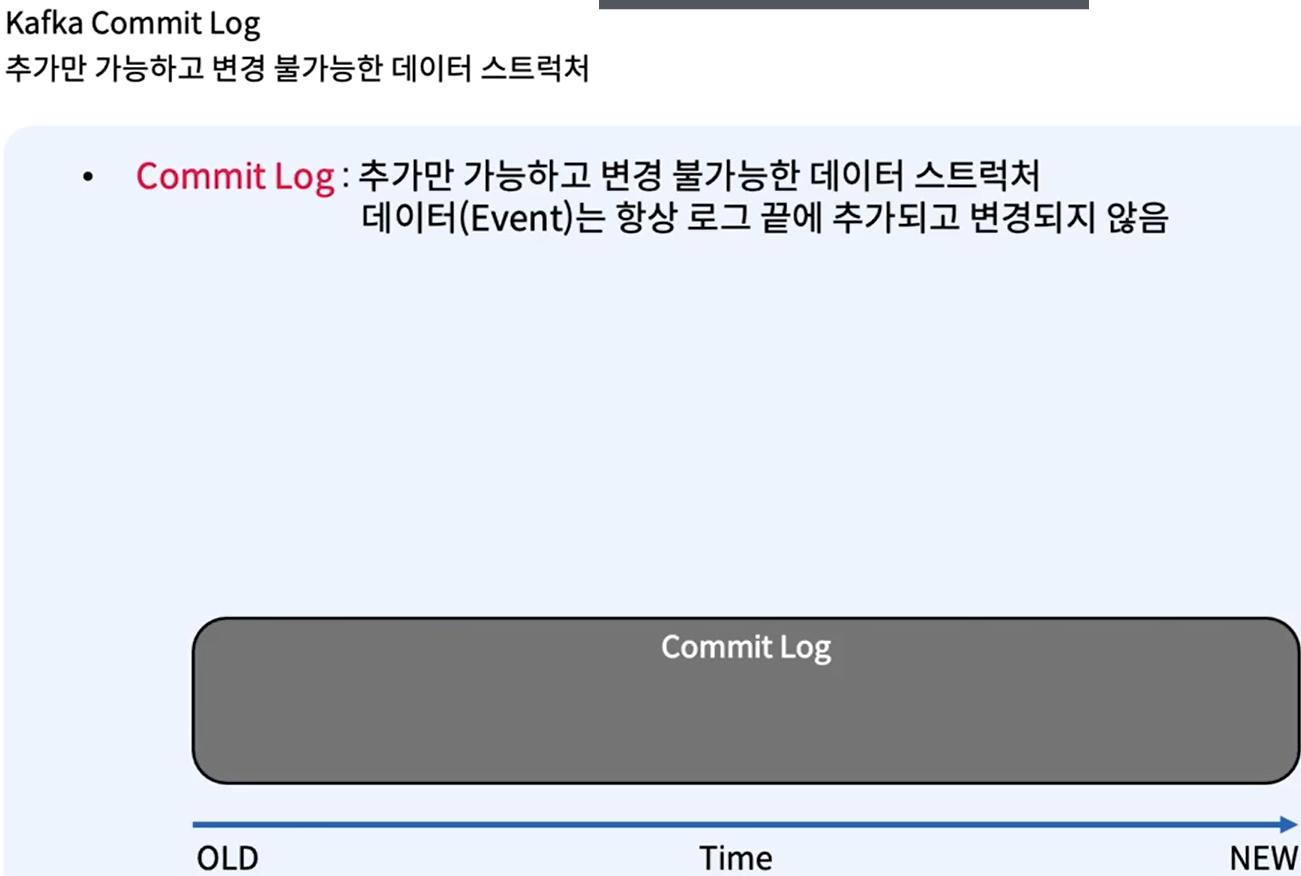 Kafka Commit Log
추가만 가능하고 변경 불가능한 데이터 스트럭처
• Commit Log : 추가만 가능하고 변경 불가능한 데이터 스트럭처
데이터(Event)는 항상 로그 끝에 추가되고 변경되지 않음
Commit Log
OLD Time NEW